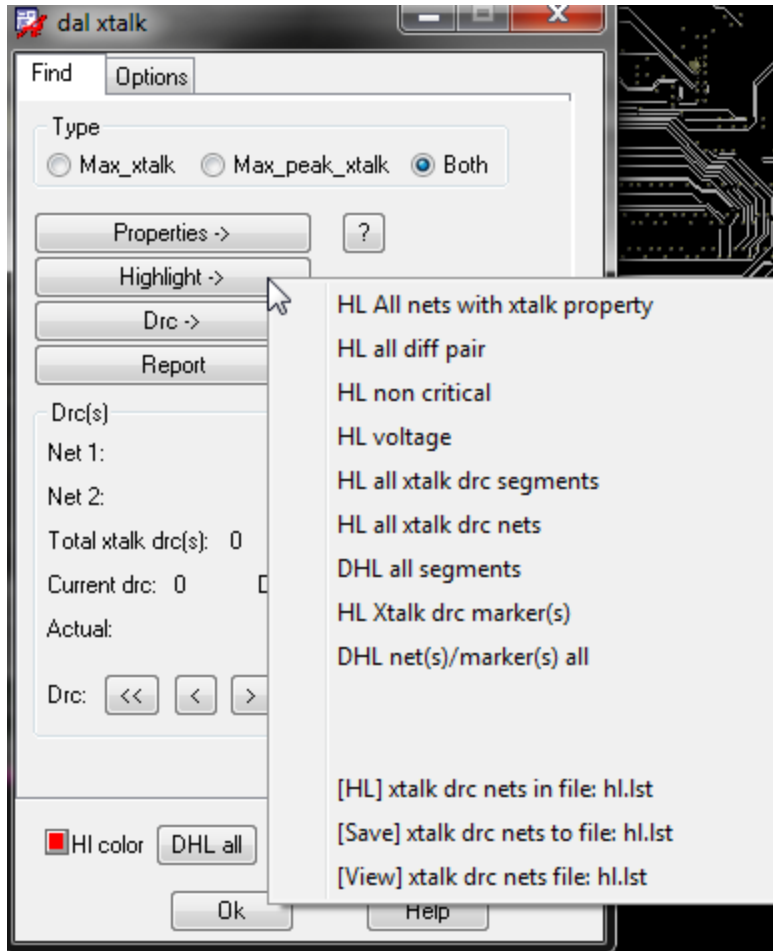 dal xtalk
Find Options
Type
Max_xtalk Max_peak_xtalk Both
Properties -> ?
Highlight ->
Drc ->
Report
Drc(s)
Net 1:
Net 2:
Total xtalk drc(s): 0
Current drc: 0 D
Actual:
Drc: << < >
HI color DHL all
Ok Help
HL All nets with xtalk property
HL all diff pair
HL non critical
HL voltage
HL all xtalk drc segments
HL all xtalk drc nets
DHL all segments
HL Xtalk drc marker(s)
DHL net(s)/marker(s) all
[HL] xtalk drc nets in file: hl.lst
[Save] xtalk drc nets to file: hl.lst
[View] xtalk drc nets file: hl.lst